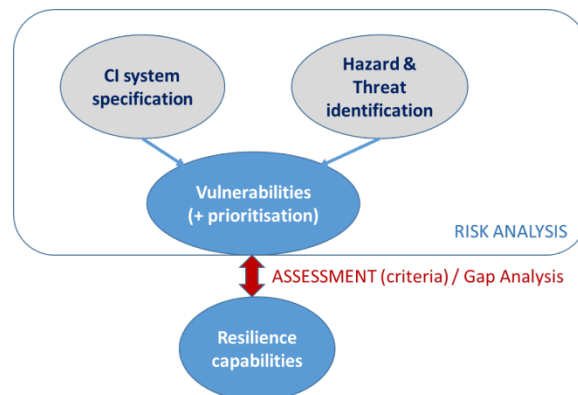 CI system
specification
Hazard &
Threat
identification
Vulnerabilities
(+ prioritisation)
RISK ANALYSIS
ASSESSMENT (criteria) / Gap Analysis
Resilience
capabilities